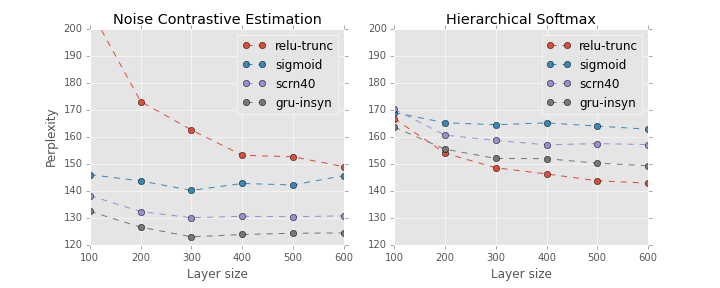 Noise Contrastive Estimation
200
190
180
170
160
150
140
130
120
Perplexity
100 200 300 400 500 600
Layer size
relu-trunc
sigmoid
scrn40
gru-insyn
Hierarchical Softmax
200
190
180
170
160
150
140
130
120
100 200 300 400 500 600
Layer size
relu-trunc
sigmoid
scrn40
gru-insyn